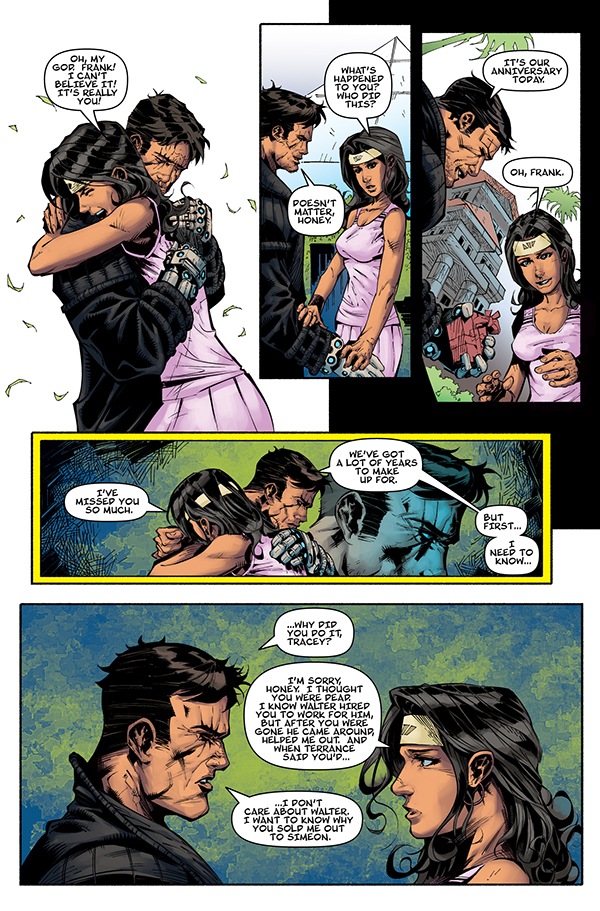 OH, MY
GOD. FRANK!
I CAN'T
BELIEVE IT!
IT'S REALLY
YOU!
WHAT'S
HAPPENED
TO YOU?
WHO DID
THIS?
DOESN'T
MATTER,
HONEY.
IT'S OUR
ANNIVERSARY
TODAY.
OH, FRANK.
I'VE
MISSED YOU
SO MUCH.
WE'VE GOT
A LOT OF YEARS
TO MAKE
UP FOR.
BUT
FIRST...
I
NEED TO
KNOW...
...WHY DID
YOU DO IT,
TRACEY?
I'M SORRY,
HONEY. I THOUGHT
YOU WERE DEAD.
I KNOW WALTER HIRED
YOU TO WORK FOR HIM,
BUT AFTER YOU WERE
GONE HE CAME AROUND,
HELPED ME OUT. AND
WHEN TERRANCE
SAID YOU'D...
...I DON'T
CARE ABOUT WALTER.
I WANT TO KNOW WHY
YOU SOLD ME OUT
TO SIMEON.